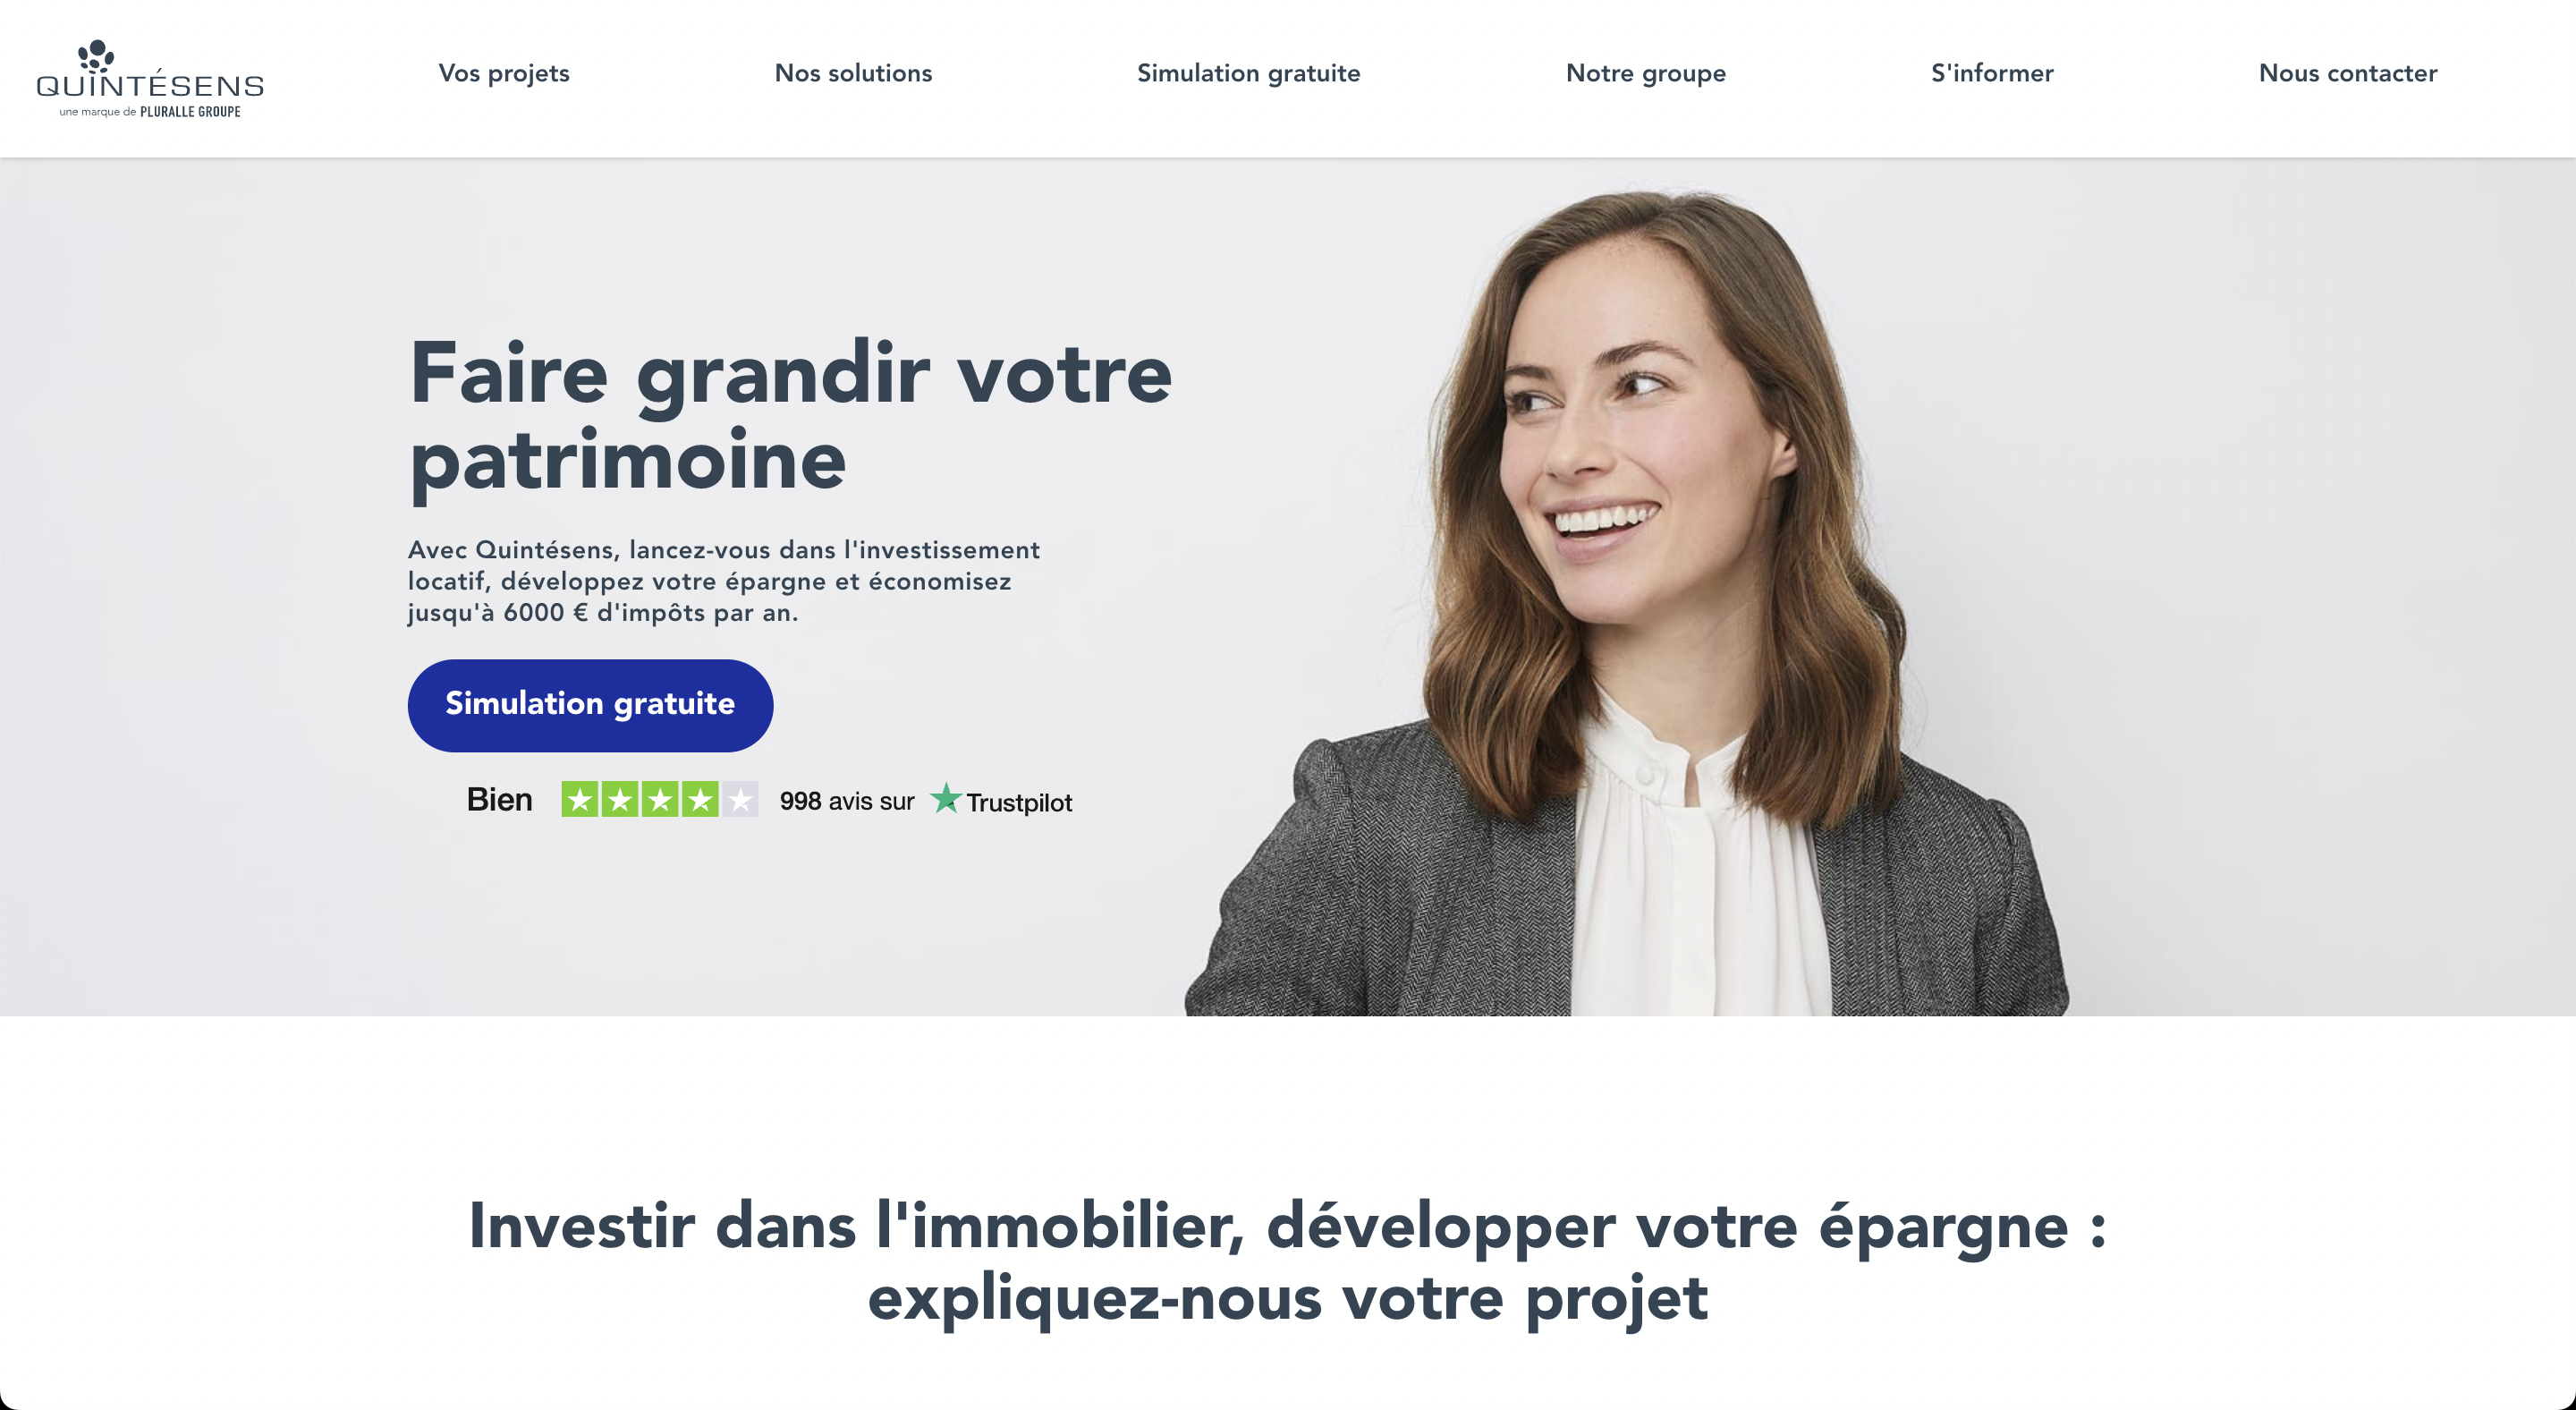 QUINTÉSENS
une marque de PLURALLE GROUPE
Vos projets
Nos solutions
Simulation gratuite
Notre groupe
S'informer
Nous contacter
Faire grandir votre
patrimoine
Avec Quintésens, lancez-vous dans l'investissement
locatif, développez votre épargne et économisez
jusqu'à 6000 € d'impôts par an.
Simulation gratuite
Bien 998 avis sur Trustpilot
Investir dans l'immobilier, développer votre épargne :
expliquez-nous votre projet